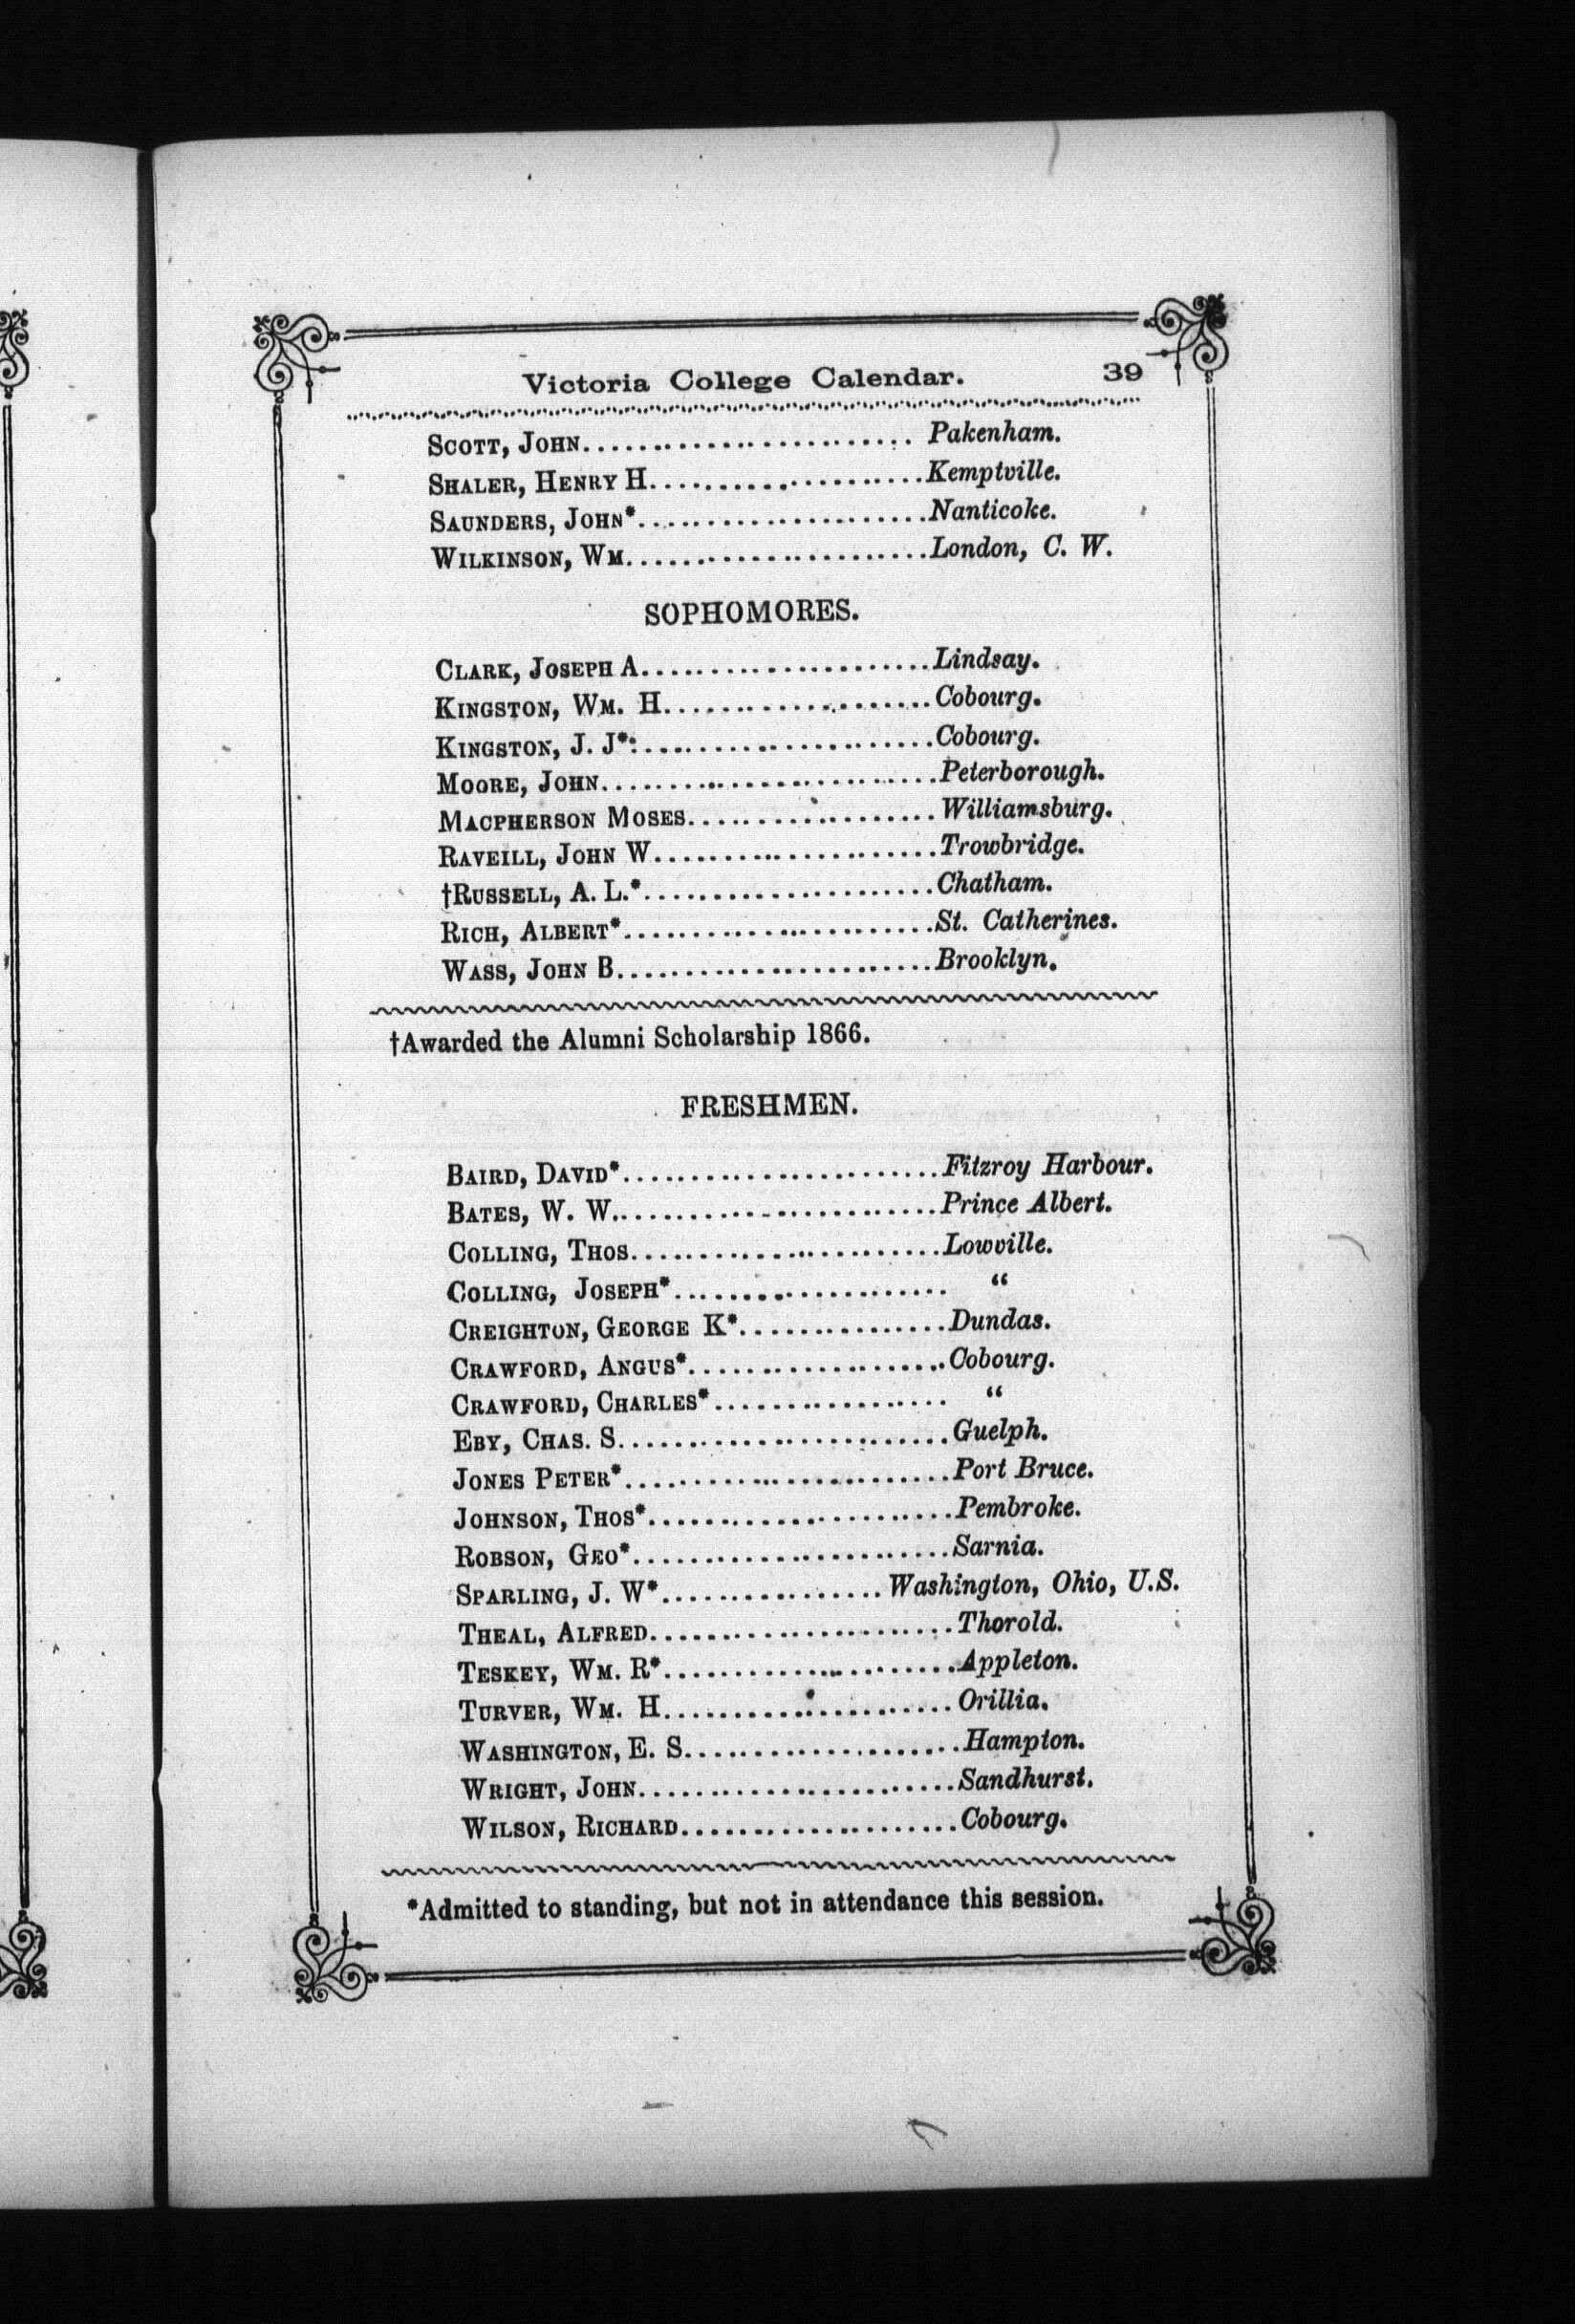 Victoria College Calendar. 39
SCOTT, JOHN........................ Pakenham.
SHALER, HENRY H....................Kemptville.
SAUNDERS, JOHN*.....................Nanticoke.
WILKINSON, WM......................London, C. W.
SOPHOMORES.
CLARK, JOSEPH A.....................Lindsay.
KINGSTON, WM. H...................Cobourg.
KINGSTON, J. J*:.....................Cobourg.
MOORE, JOHN........................Peterborough.
MACPHERSON MOSES..................Williamsburg.
RAVEILL, JOHN W....................Trowbridge.
†RUSSELL, A. L.*.....................Chatham.
RICH, ALBERT*......................St. Catherines.
WASS, JOHN B.......................Brooklyn.
†Awarded the Alumni Scholarship 1866.
FRESHMEN.
BAIRD, DAVID*.......................Fitzroy Harbour.
BATES, W. W.......................Prince Albert.
COLLING, THOS......................Lowville.
COLLING, JOSEPH*.................... “
CREIGHTON, GEORGE K*...............Dundas.
CRAWFORD, ANGUS*...................Cobourg.
CRAWFORD, CHARLES*................. “
EBY, CHAS. S........................Guelph.
JONES PETER*........................Port Bruce.
JOHNSON, THOS*......................Pembroke.
ROBSON, GEO*.......................Sarnia.
SPARLING, J. W*................Washington, Ohio, U.S.
THEAL, ALFRED......................Thorold.
TESKEY, WM. R*.....................Appleton.
TURVER, WM. H.....................Orillia.
WASHINGTON, E. S....................Hampton.
WRIGHT, JOHN.......................Sandhurst.
WILSON, RICHARD....................Cobourg.
*Admitted to standing, but not in attendance this session.